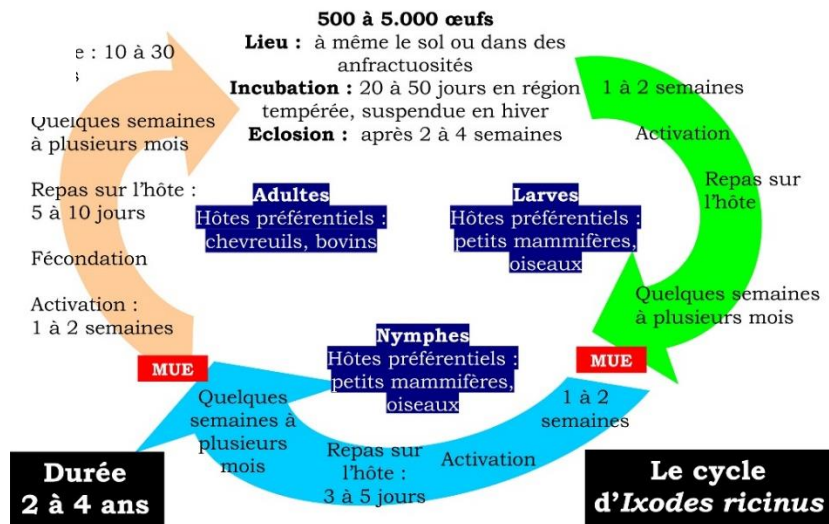 500 à 5.000 œufs
Lieu : à même le sol ou dans des
anfractuosités
Incubation : 20 à 50 jours en région
tempérée, suspendue en hiver
Eclosion : après 2 à 4 semaines
1 à 2 semaines
Activation
Repas sur
l'hôte
Quelques semaines
à plusieurs mois
Larves
Hôtes préférentiels :
petits mammifères,
oiseaux
MUE
1 à 2
semaines
Activation
Repas sur
l'hôte :
3 à 5 jours
Quelques
semaines à
plusieurs
mois
Nymphes
Hôtes préférentiels :
petits mammifères,
oiseaux
MUE
Activation :
1 à 2 semaines
Fécondation
Repas sur l'hôte :
5 à 10 jours
Quelques semaines
à plusieurs mois
: 10 à 30
Adultes
Hôtes préférentiels :
chevreuils, bovins
Durée
2 à 4 ans
Le cycle
d'Ixodes ricinus